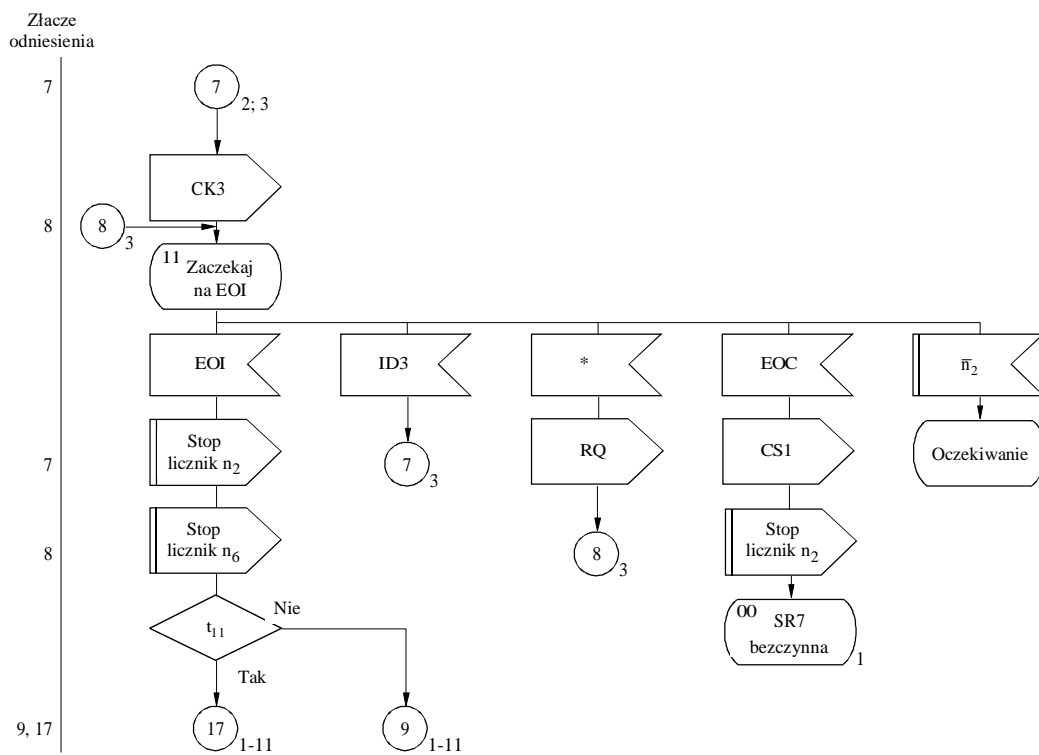 Złacze
odniesienia
7
7
2; 3
CK3
8
8
3
11
Zaczekaj
na EOI
EOI
ID3
*
EOC
n̅₂
Stop
licznik n₂
7
7
3
RQ
CS1
Oczekiwanie
Stop
licznik n₆
8
8
3
Stop
licznik n₂
t₁₁
Nie
Tak
00
SR7
bezczynna
1
9, 17
17
1-11
9
1-11